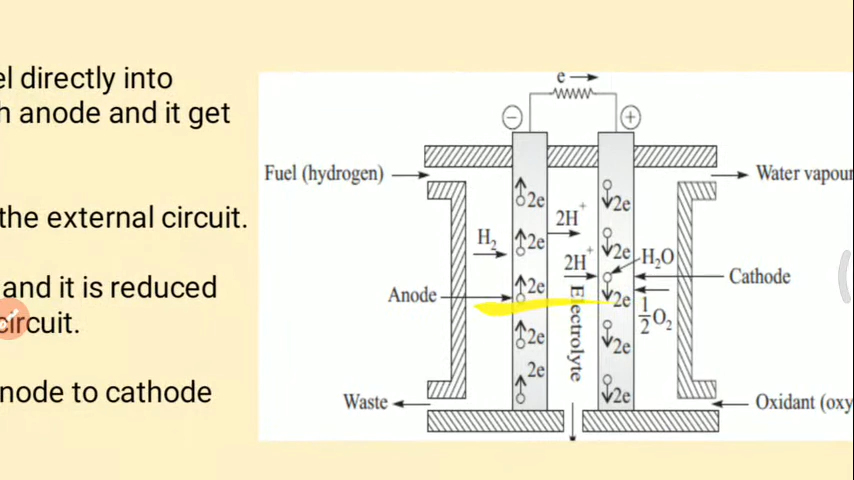 el directly into
h anode and it get
the external circuit.
and it is reduced
circuit.
node to cathode
e
−
+
Fuel (hydrogen)
Water vapour
2e
2e
2H+
H2
2e
2e
2H+
H2O
Cathode
Anode
2e
2e
1/2 O2
Electrolyte
2e
2e
2e
2e
Waste
Oxidant (oxy